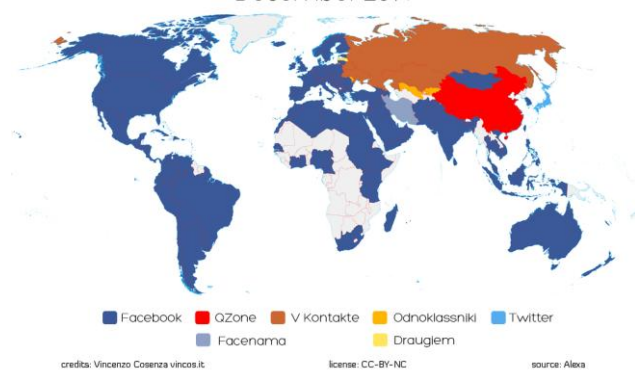 Facebook QZone V Kontakte Odnoklassniki Twitter
Facenama Draugiem
credits: Vincenzo Cosenza vincos.it license: CC-BY-NC source: Alexa